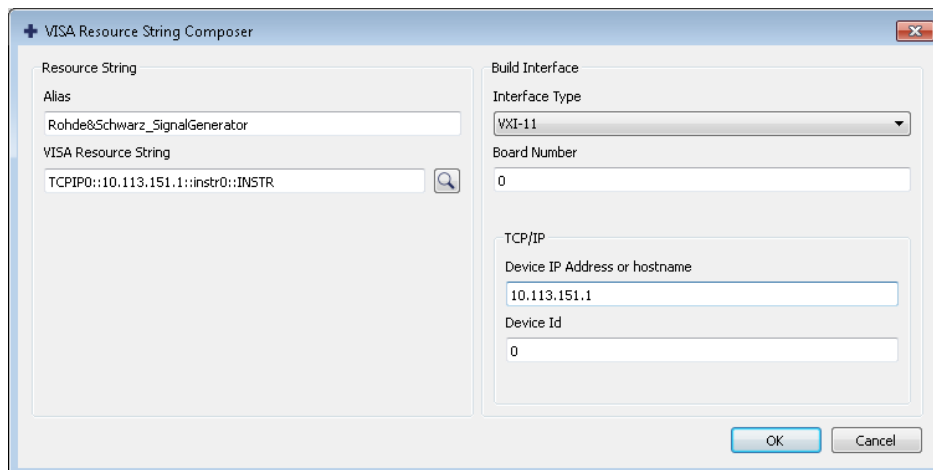 VISA Resource String Composer
Resource String
Alias
Rohde&Schwarz_SignalGenerator
VISA Resource String
TCPIP0::10.113.151.1::instr0::INSTR
Build Interface
Interface Type
VXI-11
Board Number
0
TCP/IP
Device IP Address or hostname
10.113.151.1
Device Id
0
OK
Cancel